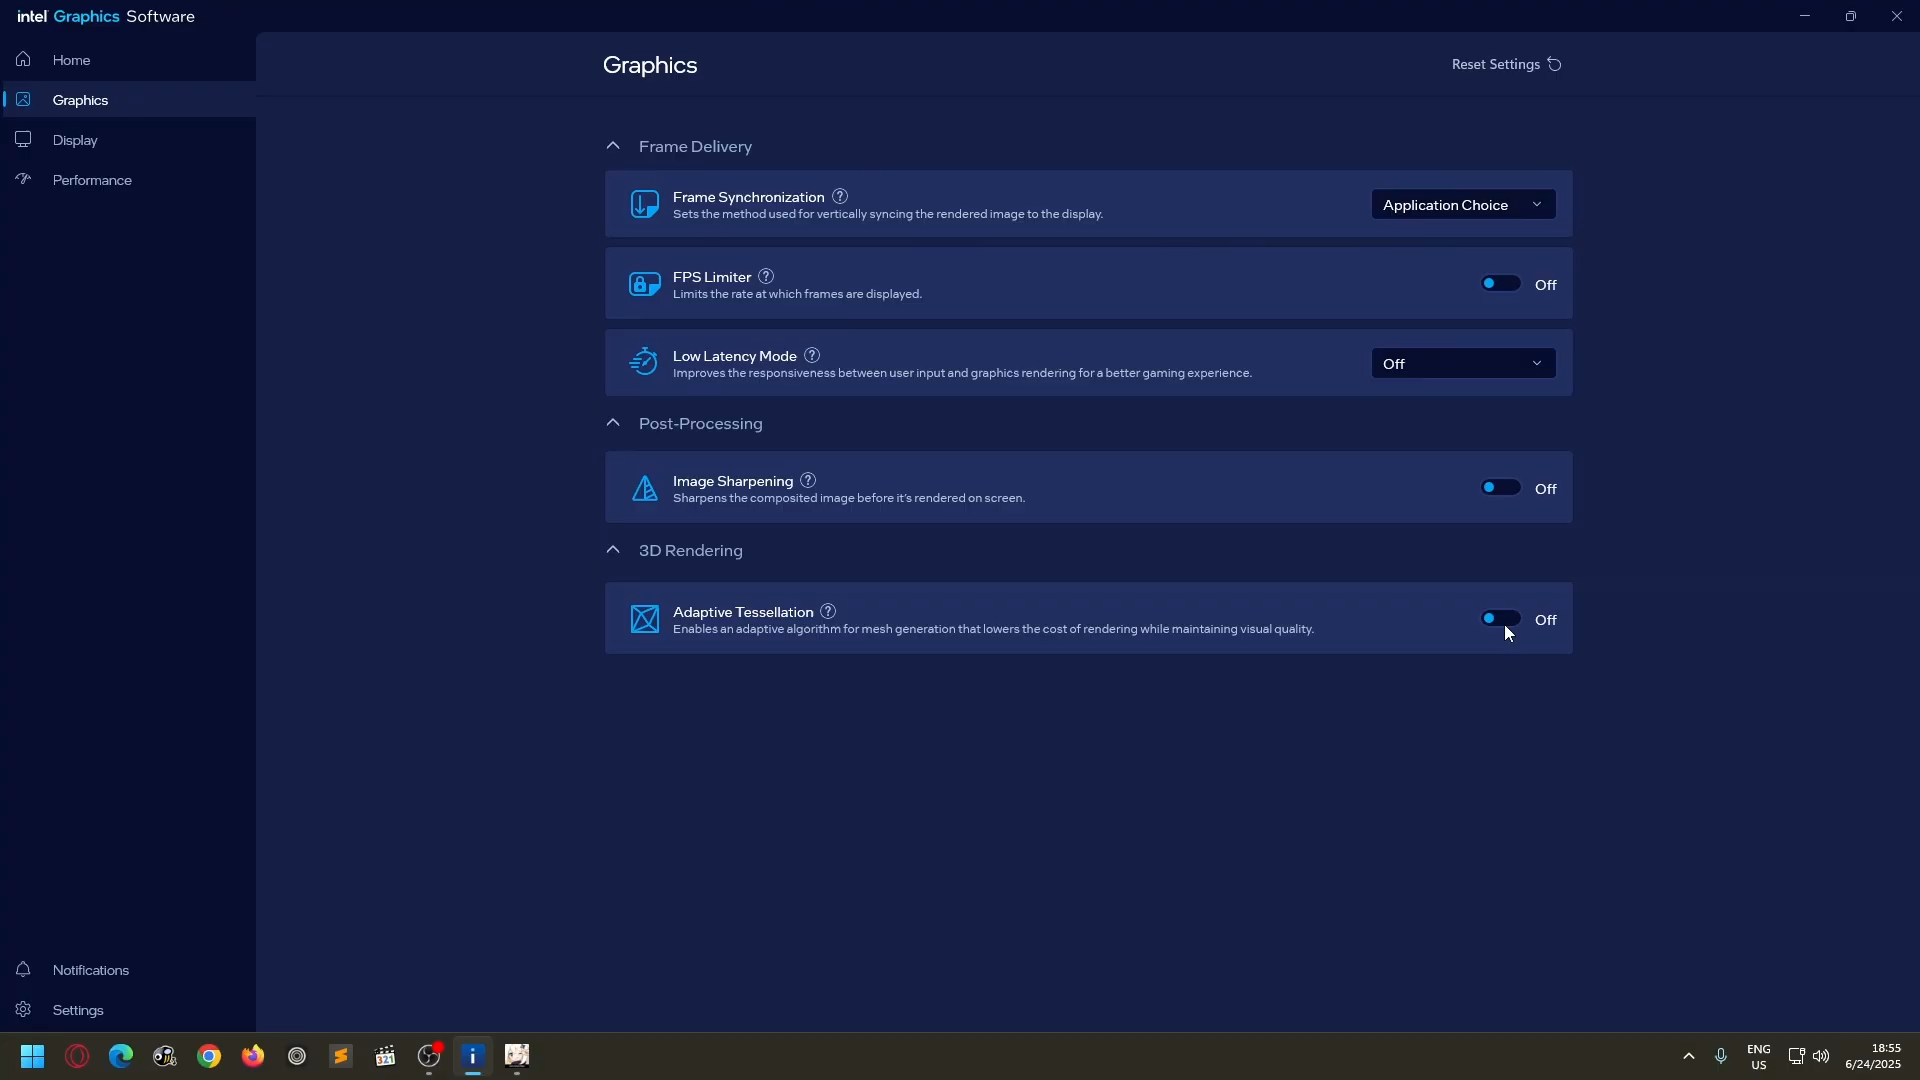 intel Graphics Software
Home
Graphics
Display
Performance
Notifications
Settings
Graphics
Reset Settings
Frame Delivery
Frame Synchronization
Sets the method used for vertically syncing the rendered image to the display.
Application Choice
FPS Limiter
Limits the rate at which frames are displayed.
Off
Low Latency Mode
Improves the responsiveness between user input and graphics rendering for a better gaming experience.
Off
Post-Processing
Image Sharpening
Sharpens the composited image before it's rendered on screen.
Off
3D Rendering
Adaptive Tessellation
Enables an adaptive algorithm for mesh generation that lowers the cost of rendering while maintaining visual quality.
Off
321
ENG
US
18:55
6/24/2025